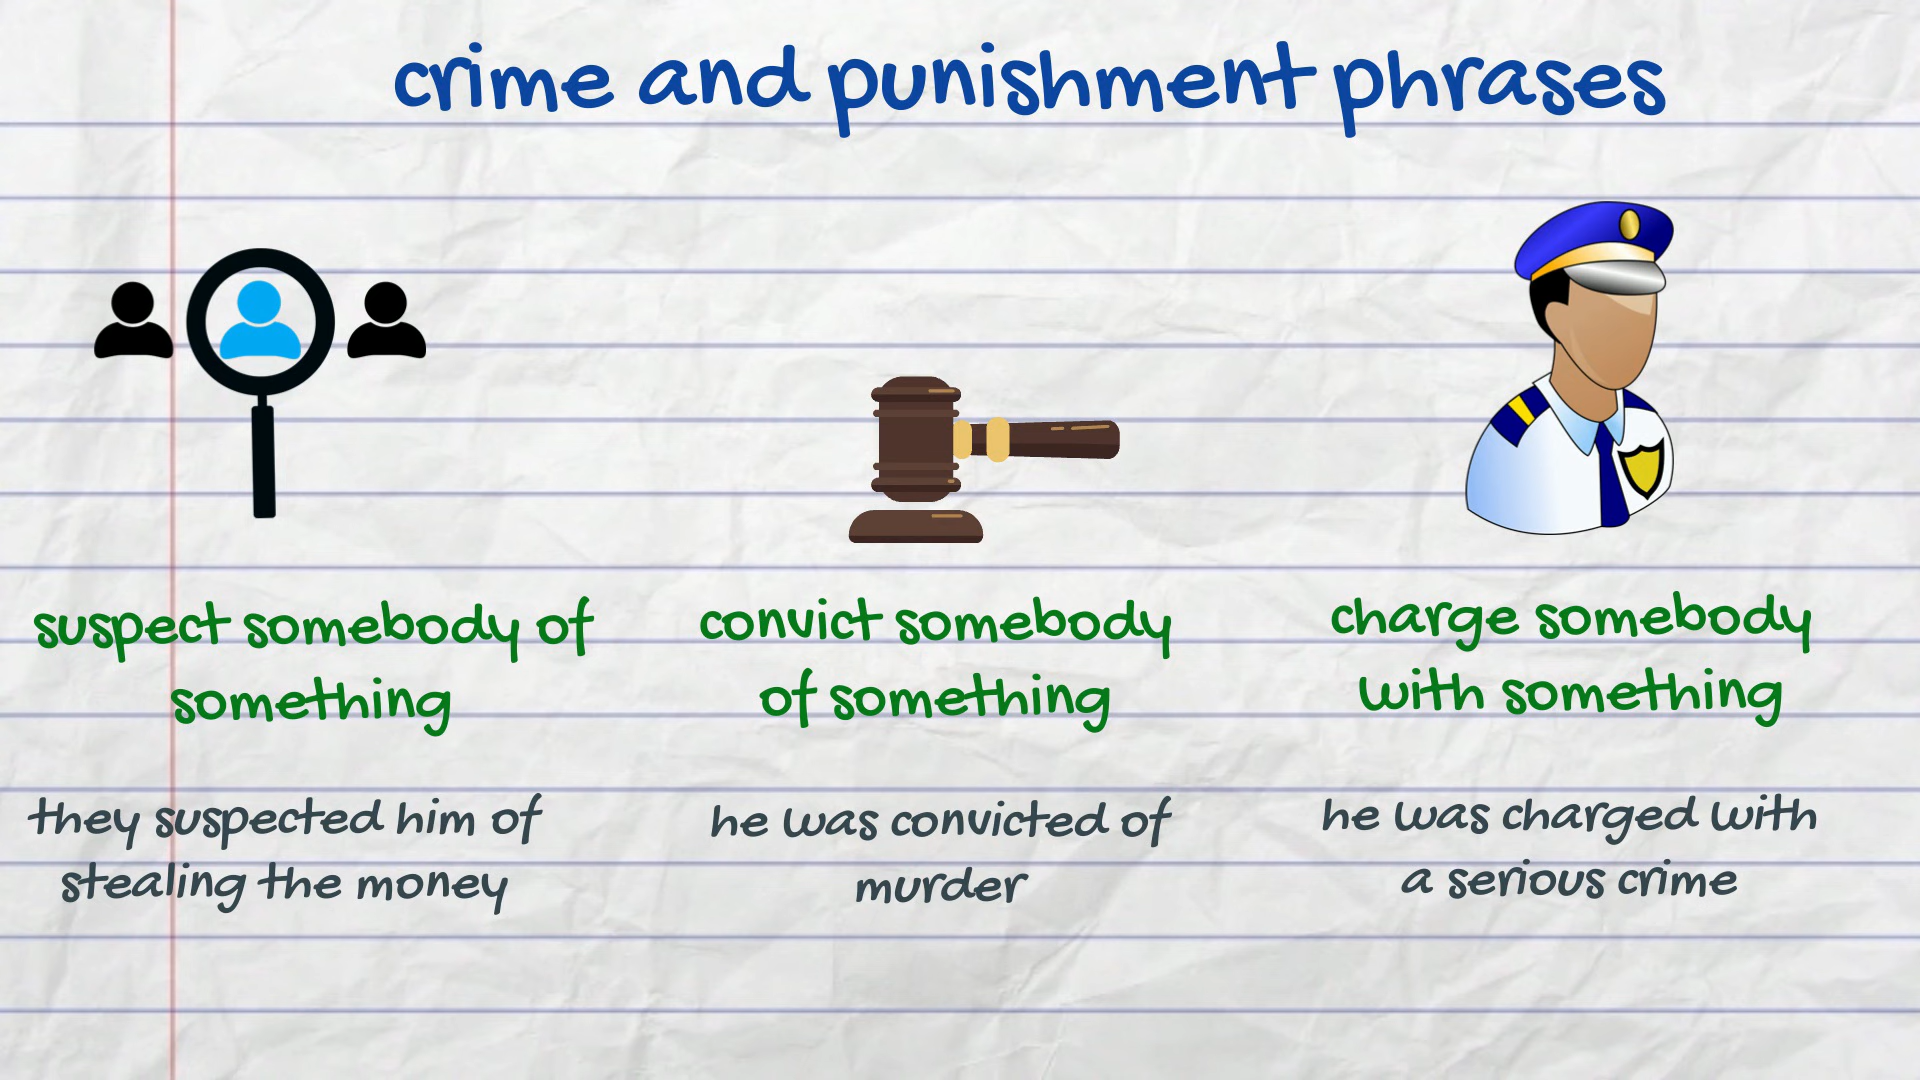 crime and punishment phrases
suspect somebody of
something
convict somebody
of something
charge somebody
with something
they suspected him of
stealing the money
he was convicted of
murder
he was charged with
a serious crime